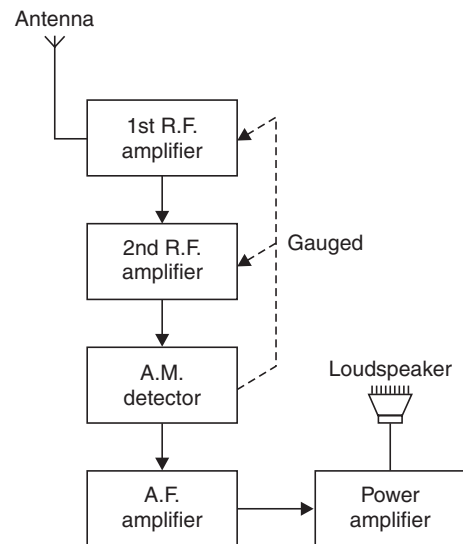 Antenna
1st R.F.
amplifier
2nd R.F.
amplifier
Gauged
A.M.
detector
Loudspeaker
A.F.
amplifier
Power
amplifier